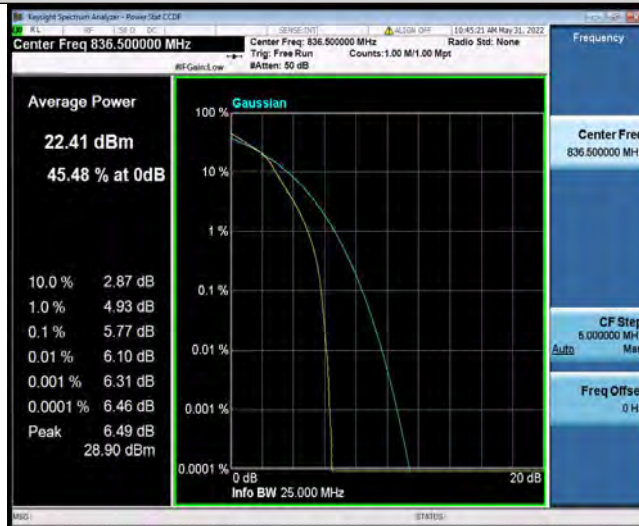 Keysight Spectrum Analyzer - Power Stat CCDF
RL RF 50 Ω DC SENSE:INT ALIGN OFF 10:45:21 AM May 31, 2022
Center Freq 836.500000 MHz
Center Freq: 836.500000 MHz Radio Std: None
Trig: Free Run Counts:1.00 M/1.00 Mpt
#IFGain:Low #Atten: 50 dB
Frequency
Average Power
22.41 dBm
45.48 % at 0dB
10.0 % 2.87 dB
1.0 % 4.93 dB
0.1 % 5.77 dB
0.01 % 6.10 dB
0.001 % 6.31 dB
0.0001 % 6.46 dB
Peak 6.49 dB
28.90 dBm
Gaussian
100 %
10 %
1 %
0.1 %
0.01 %
0.001 %
0.0001 %
0 dB 20 dB
Info BW 25.000 MHz
Center Fre
836.500000 MH
CF Step
5.000000 MH
Auto Ma
Freq Offse
0 H
MSG STATUS